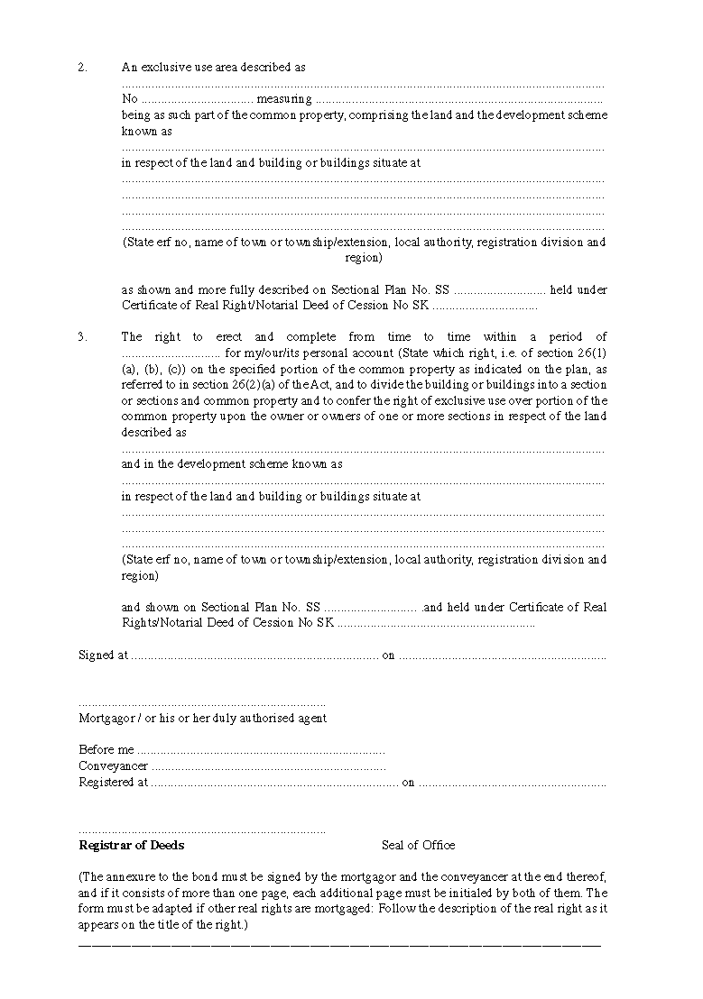 2. An exclusive use area described as
....................................................................................................................................................
No .................................. measuring ........................................................................................
being as such part of the common property, comprising the land and the development scheme
known as
....................................................................................................................................................
in respect of the land and building or buildings situate at
....................................................................................................................................................
....................................................................................................................................................
....................................................................................................................................................
....................................................................................................................................................
(State erf no, name of town or township/extension, local authority, registration division and
region)
as shown and more fully described on Sectional Plan No. SS ............................ held under
Certificate of Real Right/Notarial Deed of Cession No SK ................................
3. The right to erect and complete from time to time within a period of
.............................. for my/our/its personal account (State which right, i.e. of section 26(1)
(a), (b), (c)) on the specified portion of the common property as indicated on the plan, as
referred to in section 26(2)(a) of the Act, and to divide the building or buildings into a section
or sections and common property and to confer the right of exclusive use over portion of the
common property upon the owner or owners of one or more sections in respect of the land
described as
....................................................................................................................................................
and in the development scheme known as
....................................................................................................................................................
in respect of the land and building or buildings situate at
....................................................................................................................................................
....................................................................................................................................................
....................................................................................................................................................
(State erf no, name of town or township/extension, local authority, registration division and
region)
and shown on Sectional Plan No. SS ............................ .and held under Certificate of Real
Rights/Notarial Deed of Cession No SK ............................................................
Signed at ........................................................................... on ...............................................................
...........................................................................
Mortgagor / or his or her duly authorised agent
Before me ...........................................................................
Conveyancer .......................................................................
Registered at ........................................................................... on .........................................................
...........................................................................
Registrar of Deeds Seal of Office
(The annexure to the bond must be signed by the mortgagor and the conveyancer at the end thereof,
and if it consists of more than one page, each additional page must be initialed by both of them. The
form must be adapted if other real rights are mortgaged: Follow the description of the real right as it
appears on the title of the right.)